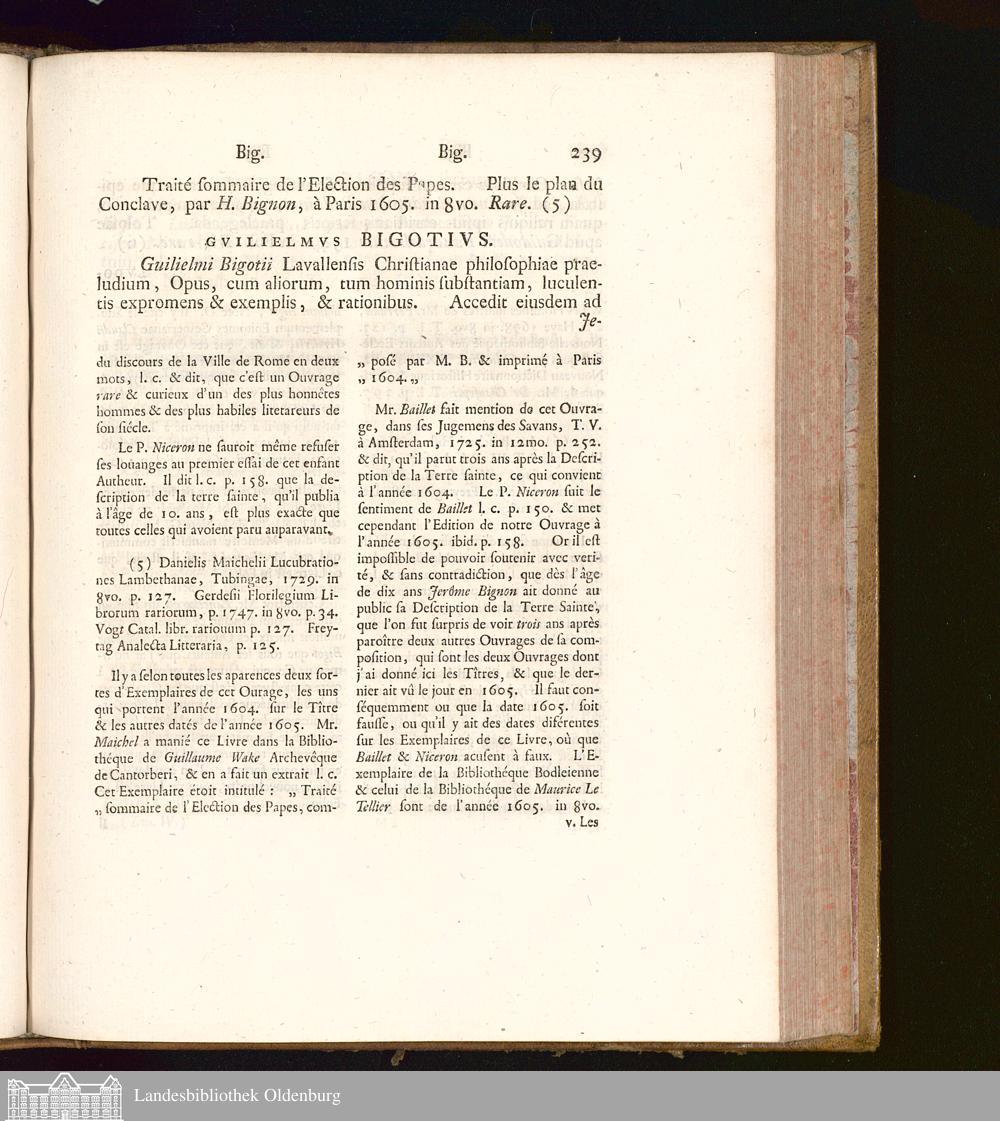 Big. Big. 239
Traité ſommaire de l'Election des Papes. Plus le plan du
Conclave, par H. Bignon, à Paris 1605. in 8vo. Rare. (5)
GVILIELMVS BIGOTIVS.
Guilielmi Bigotii Lavallenſis Chriſtianae philoſophiae prae-
ludium, Opus, cum aliorum, tum hominis ſubſtantiam, luculen-
tis expromens & exemplis, & rationibus. Accedit eiusdem ad
Je-
du discours de la Ville de Rome en deux
mots, l. c. & dit, que c'eſt un Ouvrage
rare & curieux d'un des plus honnêtes
hommes & des plus habiles litetareurs de
ſon ſiécle.
Le P. Niceron ne ſauroit même refuſer
ſes loüanges au premier eſſai de cet enfant
Autheur. Il dit l. c. p. 158. que la de-
ſcription de la terre ſainte, qu'il publia
à l'âge de 10. ans, eſt plus exacte que
toutes celles qui avoient paru auparavant.
(5) Danielis Maichelii Lucubratio-
nes Lambethanae, Tubingae, 1729. in
8vo. p. 127. Gerdeſii Florilegium Li-
brorum rariorum, p. 1747. in 8vo. p. 34.
Vogt Catal. libr. rariouum p. 127. Frey-
tag Analecta Litteraria, p. 125.
Il y a ſelon toutes les aparences deux ſor-
tes d'Exemplaires de cet Ourage, les uns
qui portent l'année 1604. ſur le Tître
& les autres datés de l'année 1605. Mr.
Maichel a manié ce Livre dans la Biblio-
théque de Guillaume Wake Archevêque
de Cantorberi, & en a fait un extrait l. c.
Cet Exemplaire étoit intitulé : „ Traité
„ ſommaire de l'Election des Papes, com-
„ poſé par M. B. & imprimé à Paris
„ 1604. „
Mr. Baillet fait mention de cet Ouvra-
ge, dans ſes Jugemens des Savans, T. V.
à Amſterdam, 1725. in 12mo. p. 252.
& dit, qu'il parut trois ans après la Deſcri-
ption de la Terre ſainte, ce qui convient
à l'année 1604. Le P. Niceron ſuit le
ſentiment de Baillet l. c. p. 150. & met
cependant l'Edition de notre Ouvrage à
l'année 1605. ibid. p. 158. Or il eſt
impoſſible de pouvoir ſoutenir avec veri-
té, & ſans contradiction, que dès l'âge
de dix ans Jerôme Bignon ait donné au
public ſa Deſcription de la Terre Sainte,
que l'on fut ſurpris de voir trois ans après
paroître deux autres Ouvrages de ſa com-
poſition, qui ſont les deux Ouvrages dont
j'ai donné ici les Tîtres, & que le der-
nier ait vû le jour en 1605. Il faut con-
ſéquemment ou que la date 1605. ſoit
fauſſe, ou qu'il y ait des dates diférentes
ſur les Exemplaires de ce Livre, où que
Baillet & Niceron acuſent à faux. L'E-
xemplaire de la Bibliothéque Bodleienne
& celui de la Bibliothéque de Maurice Le
Tellier ſont de l'année 1605. in 8vo.
v. Les
Landesbibliothek Oldenburg